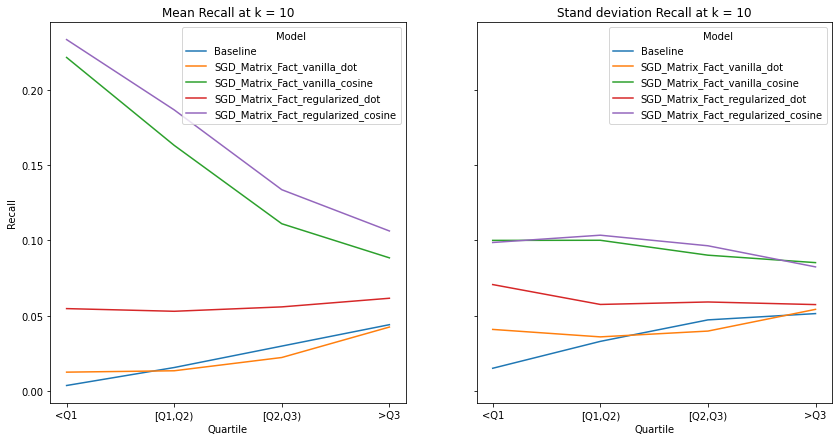 Mean Recall at k = 10
Model
Baseline
SGD_Matrix_Fact_vanilla_dot
SGD_Matrix_Fact_vanilla_cosine
SGD_Matrix_Fact_regularized_dot
SGD_Matrix_Fact_regularized_cosine
0.20
0.15
0.10
0.05
0.00
Recall
<Q1
[Q1,Q2)
[Q2,Q3)
>Q3
Quartile
Stand deviation Recall at k = 10
Model
Baseline
SGD_Matrix_Fact_vanilla_dot
SGD_Matrix_Fact_vanilla_cosine
SGD_Matrix_Fact_regularized_dot
SGD_Matrix_Fact_regularized_cosine
<Q1
[Q1,Q2)
[Q2,Q3)
>Q3
Quartile